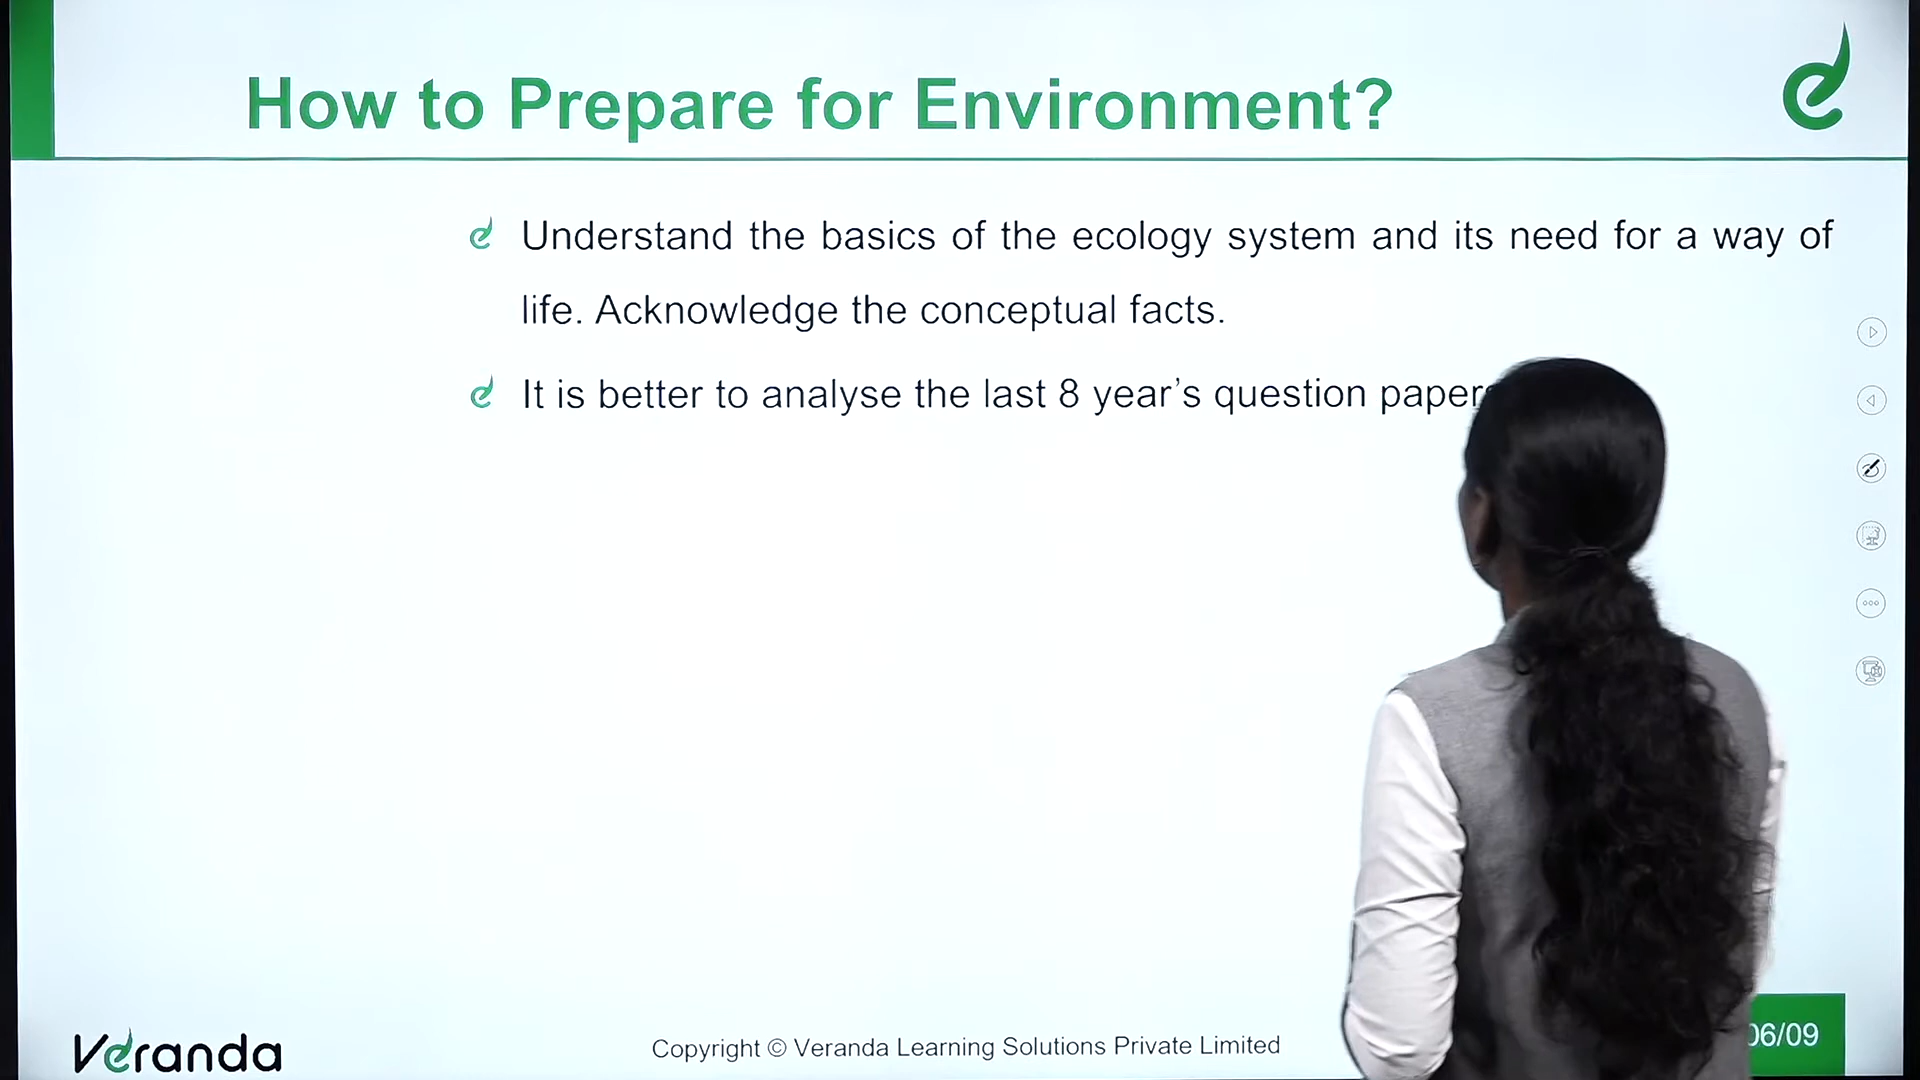 How to Prepare for Environment?
Understand the basics of the ecology system and its need for a way of
life. Acknowledge the conceptual facts.
It is better to analyse the last 8 year’s question papers
Veranda
Copyright © Veranda Learning Solutions Private Limited
06/09